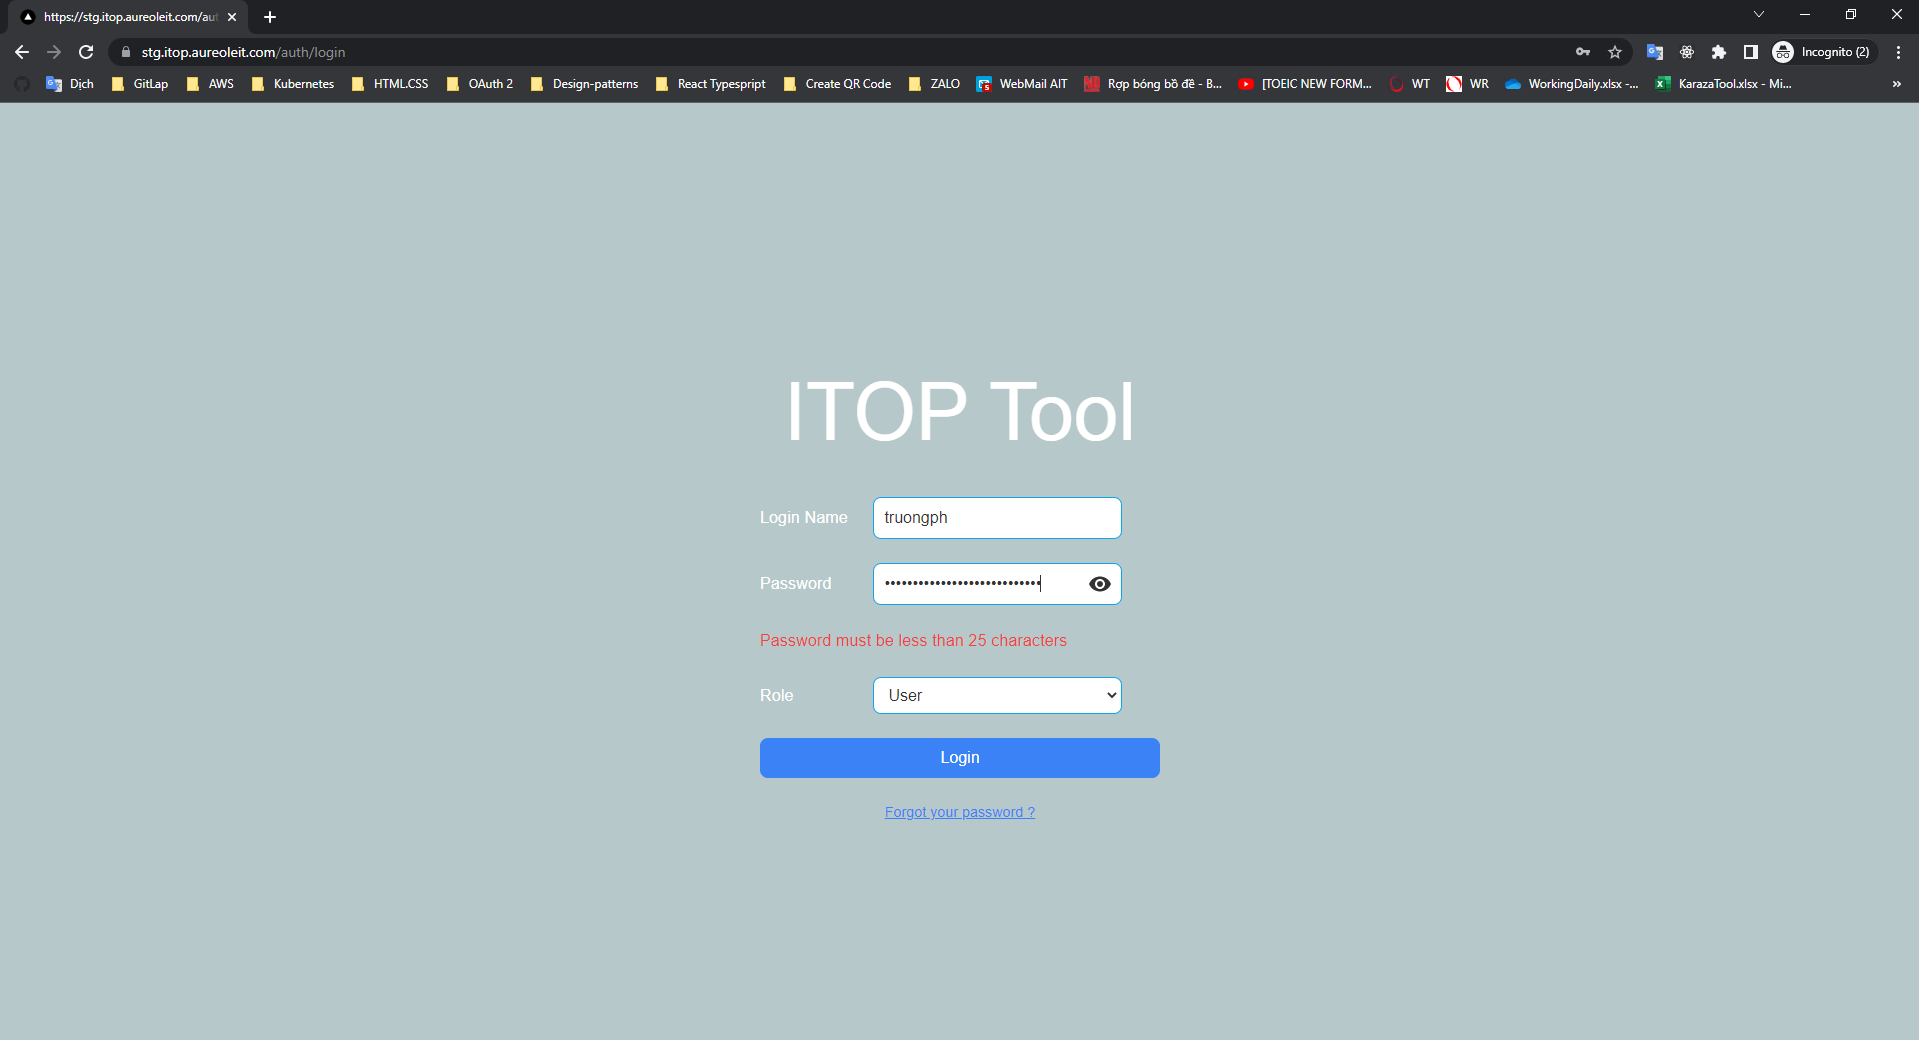 https://stg.itop.aureoleit.com/aut
stg.itop.aureoleit.com/auth/login
Incognito (2)
Dịch GitLap AWS Kubernetes HTML.CSS OAuth 2 Design-patterns React Typespript Create QR Code ZALO WebMail AIT Rợp bóng bồ đề - B... [TOEIC NEW FORM... WT WR WorkingDaily.xlsx -... KarazaTool.xlsx - Mi... »
ITOP Tool
Login Name truongph
Password ••••••••••••••••••••••••••••
Password must be less than 25 characters
Role User
Login
Forgot your password ?